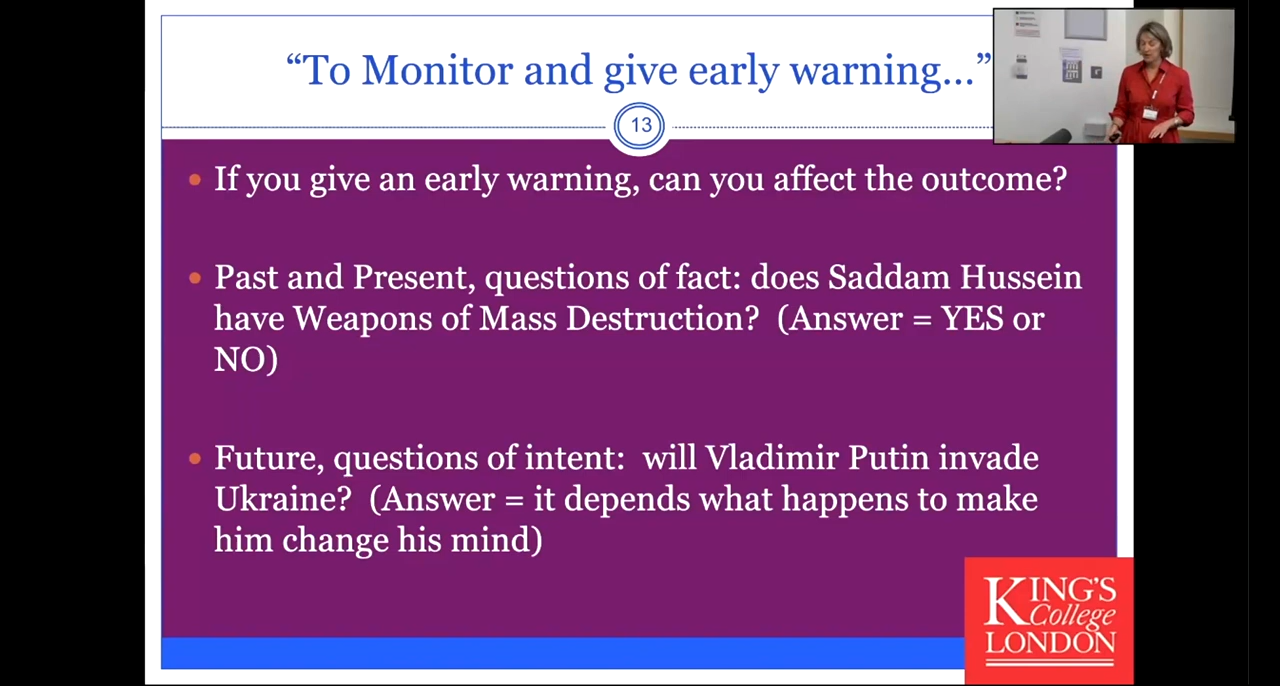 “To Monitor and give early warning…”
13
• If you give an early warning, can you affect the outcome?
• Past and Present, questions of fact: does Saddam Hussein
have Weapons of Mass Destruction?  (Answer = YES or
NO)
• Future, questions of intent:  will Vladimir Putin invade
Ukraine?  (Answer = it depends what happens to make
him change his mind)
KING'S
College
LONDON